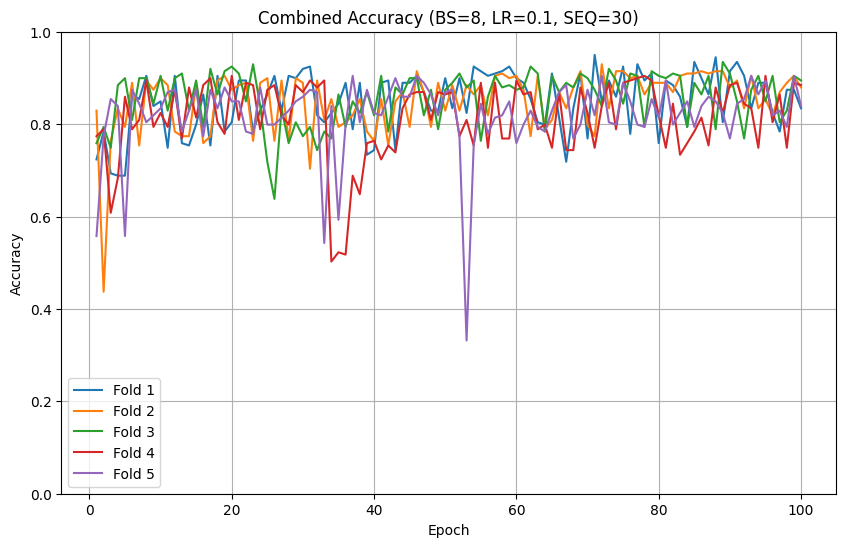 Combined Accuracy (BS=8, LR=0.1, SEQ=30)
1.0
0.8
0.6
0.4
0.2
0.0
Accuracy
Fold 1
Fold 2
Fold 3
Fold 4
Fold 5
0 20 40 60 80 100
Epoch